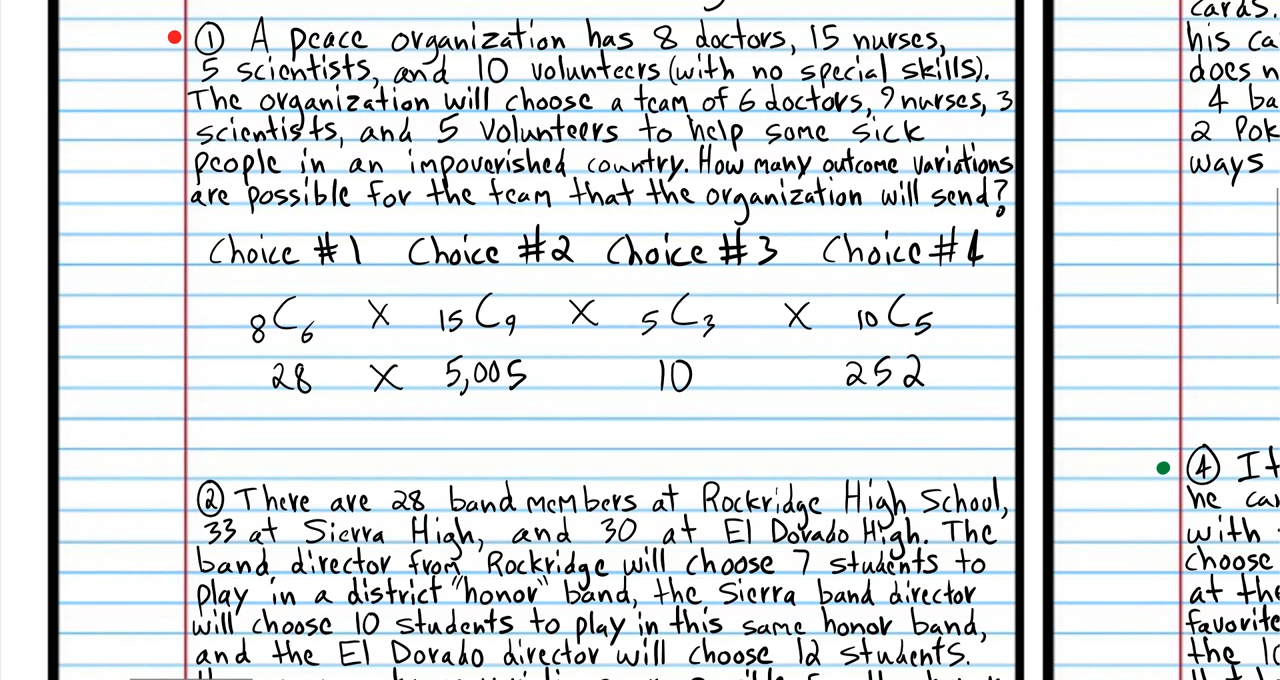 ① A peace organization has 8 doctors, 15 nurses,
5 scientists, and 10 volunteers (with no special skills).
The organization will choose a team of 6 doctors, 9 nurses, 3
scientists, and 5 volunteers to help some sick
people in an impoverished country. How many outcome variations
are possible for the team that the organization will send?
Choice #1 Choice #2 Choice #3 Choice #4
8C6 X 15C9 X 5C3 X 10C5
28 X 5,005 10 252
② There are 28 band members at Rockridge High School,
33 at Sierra High, and 30 at El Dorado High. The
band director from Rockridge will choose 7 students to
play in a district "honor" band, the Sierra band director
will choose 10 students to play in this same honor band,
and the El Dorado director will choose 12 students.
cards.
his ca
does n
4 ba
2 Pok
ways
④ It
he ca
with
choose
at the
favorite
the 10